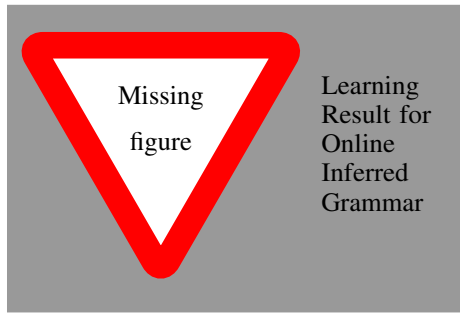 Missing
figure
Learning
Result for
Online
Inferred
Grammar